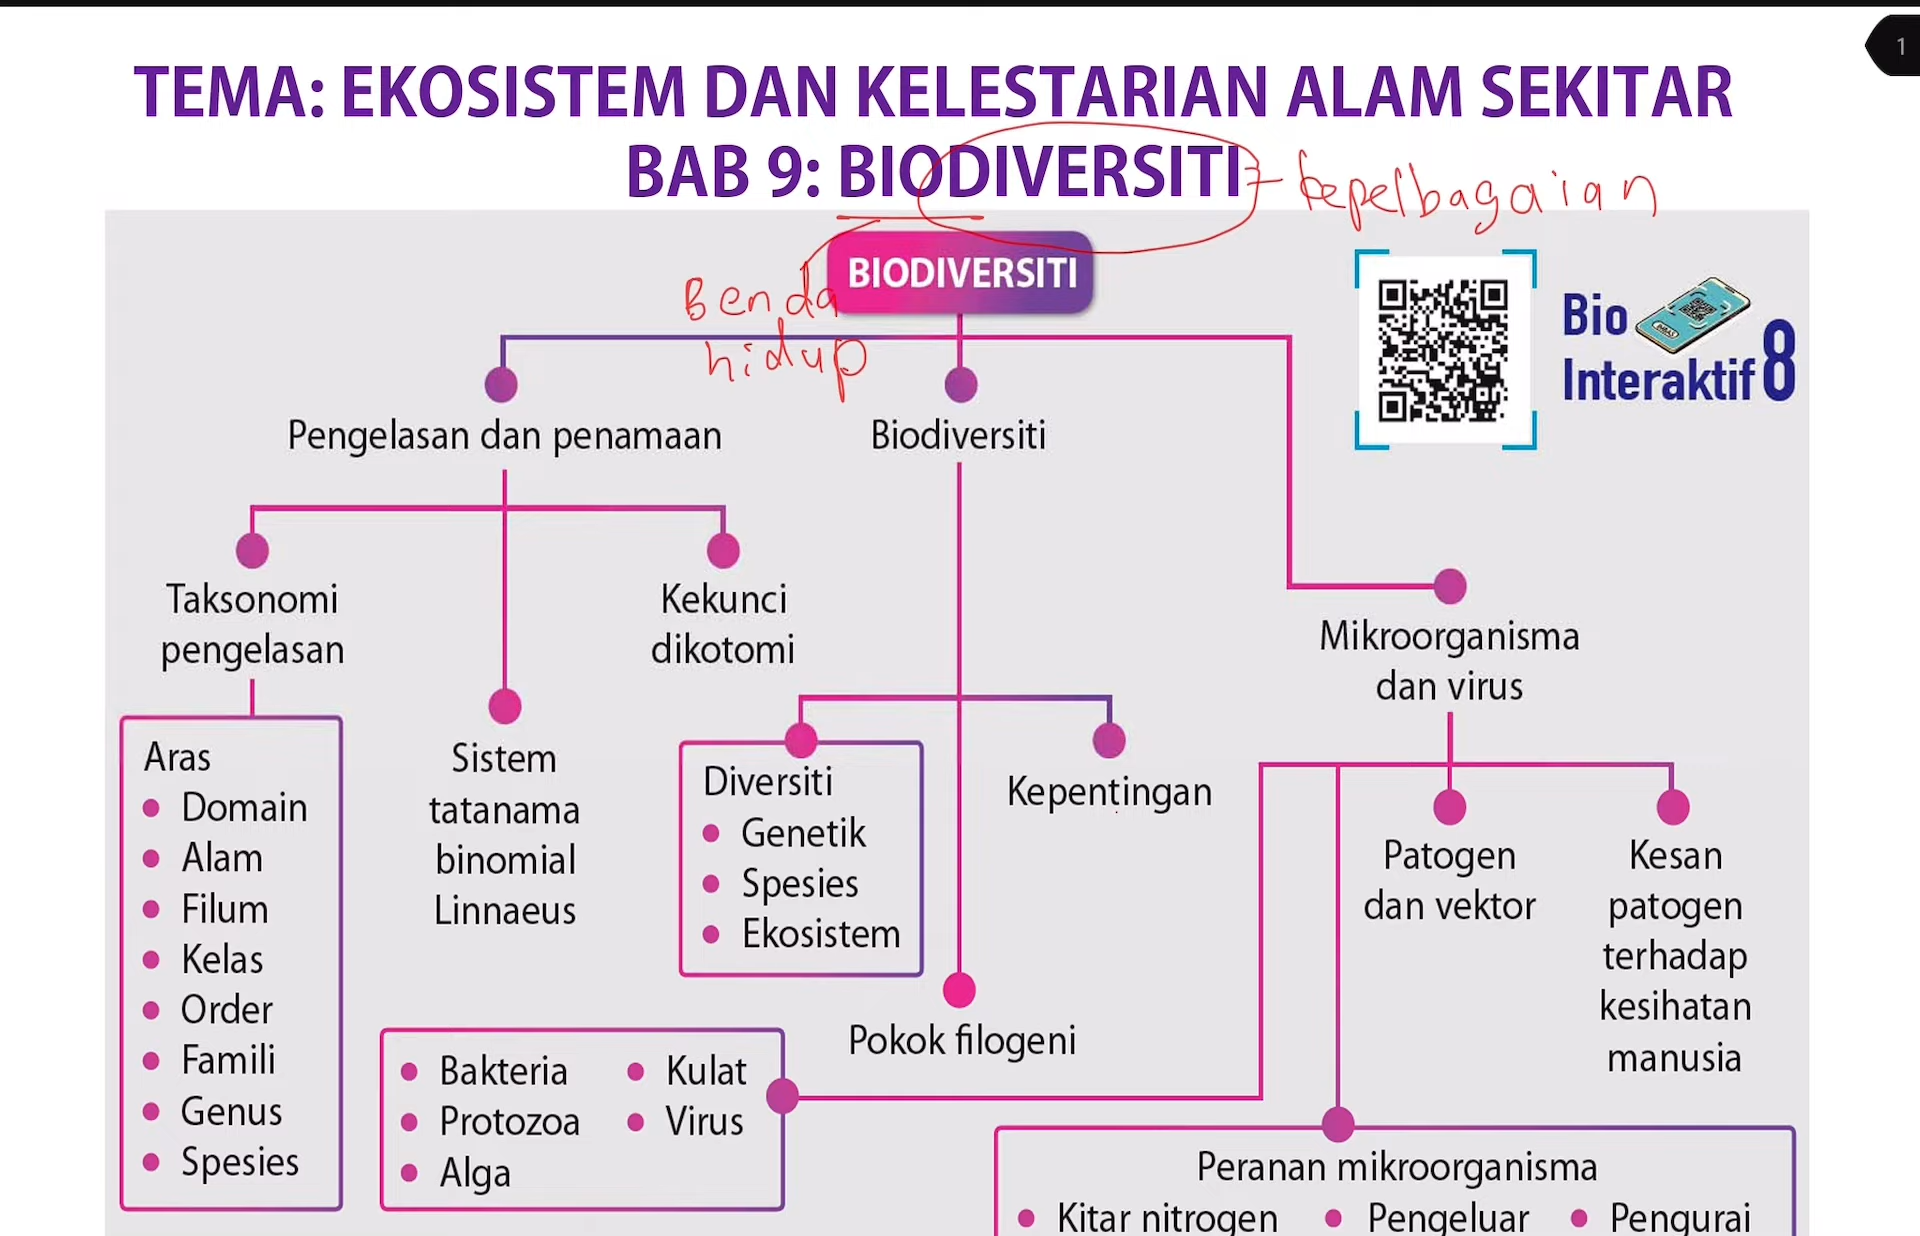 1
TEMA: EKOSISTEM DAN KELESTARIAN ALAM SEKITAR
BAB 9: BIODIVERSITI
kepelbagaian
BIODIVERSITI
Benda
hidup
Bio
Interaktif 8
Pengelasan dan penamaan
Biodiversiti
Taksonomi
pengelasan
Kekunci
dikotomi
Mikroorganisma
dan virus
Aras
Domain
Alam
Filum
Kelas
Order
Famili
Genus
Spesies
Sistem
tatanama
binomial
Linnaeus
Diversiti
Genetik
Spesies
Ekosistem
Kepentingan
Pokok filogeni
Patogen
dan vektor
Kesan
patogen
terhadap
kesihatan
manusia
Bakteria
Protozoa
Alga
Kulat
Virus
Peranan mikroorganisma
Kitar nitrogen
Pengeluar
Pengurai